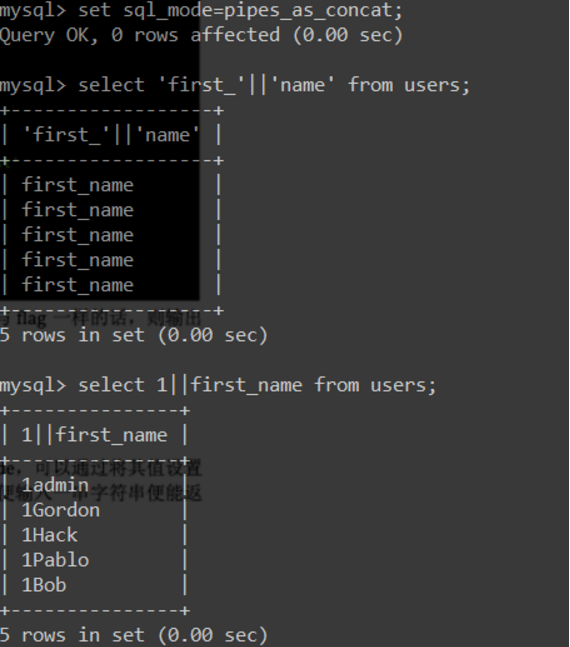 mysql> set sql_mode=pipes_as_concat;
Query OK, 0 rows affected (0.00 sec)
mysql> select 'first_'||'name' from users;
+------------------+
| 'first_'||'name' |
+------------------+
| first_name       |
| first_name       |
| first_name       |
| first_name       |
| first_name       |
+------------------+
flag 一样的话，则输出
5 rows in set (0.00 sec)
mysql> select 1||first_name from users;
+---------------+
| 1||first_name |
+---------------+
可以通过将其值设置
| 1admin        |
输入一串字符串便能返
| 1Gordon       |
| 1Hack         |
| 1Pablo        |
| 1Bob          |
+---------------+
5 rows in set (0.00 sec)